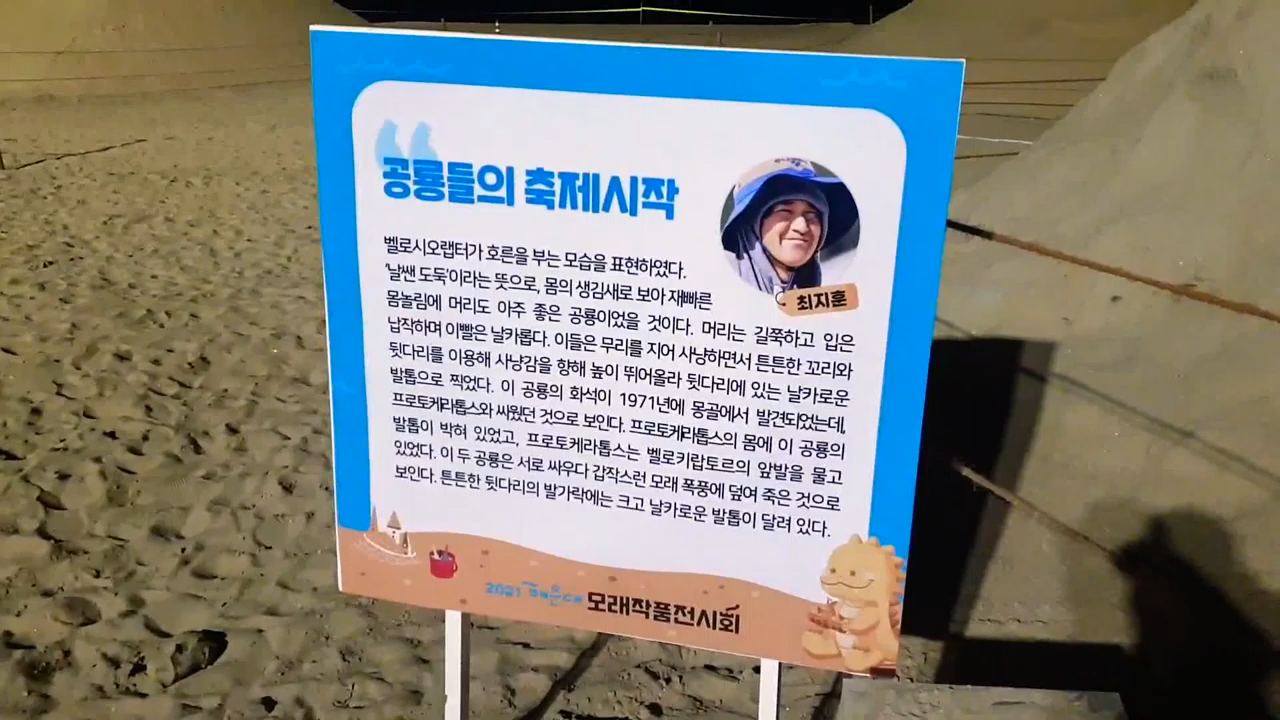 공룡들의 축제시작
벨로시오랩터가 호른을 부는 모습을 표현하였다.
'날쌘 도둑'이라는 뜻으로, 몸의 생김새로 보아 재빠른
몸놀림에 머리도 아주 좋은 공룡이었을 것이다. 머리는 길쭉하고 입은
납작하며 이빨은 날카롭다. 이들은 무리를 지어 사냥하면서 튼튼한 꼬리와
뒷다리를 이용해 사냥감을 향해 높이 뛰어올라 뒷다리에 있는 날카로운
발톱으로 찍었다. 이 공룡의 화석이 1971년에 몽골에서 발견되었는데,
프로토케라톱스와 싸웠던 것으로 보인다. 프로토케라톱스의 몸에 이 공룡의
발톱이 박혀 있었고, 프로토케라톱스는 벨로키랍토르의 앞발을 물고
있었다. 이 두 공룡은 서로 싸우다 갑작스런 모래 폭풍에 덮여 죽은 것으로
보인다. 튼튼한 뒷다리의 발가락에는 크고 날카로운 발톱이 달려 있다.
최지훈
2021 해운대 모래작품전시회